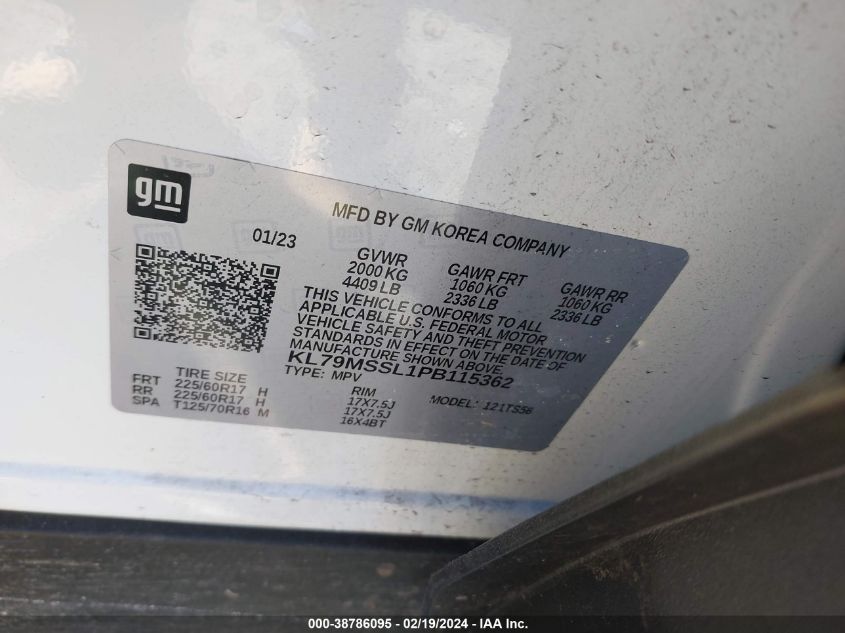 gm
MFD BY GM KOREA COMPANY
01/23
GVWR GAWR FRT GAWR RR
2000 KG 1060 KG 1060 KG
4409 LB 2336 LB 2336 LB
THIS VEHICLE CONFORMS TO ALL
APPLICABLE U.S. FEDERAL MOTOR
VEHICLE SAFETY AND THEFT PREVENTION
STANDARDS IN EFFECT ON THE DATE OF
MANUFACTURE SHOWN ABOVE.
KL79MSSL1PB115362
TYPE: MPV MODEL: 121TS56
TIRE SIZE RIM
FRT 225/60R17 H 17X7.5J
RR 225/60R17 H 17X7.5J
SPA T125/70R16 M 16X4BT
000-38786095 - 02/19/2024 - IAA Inc.